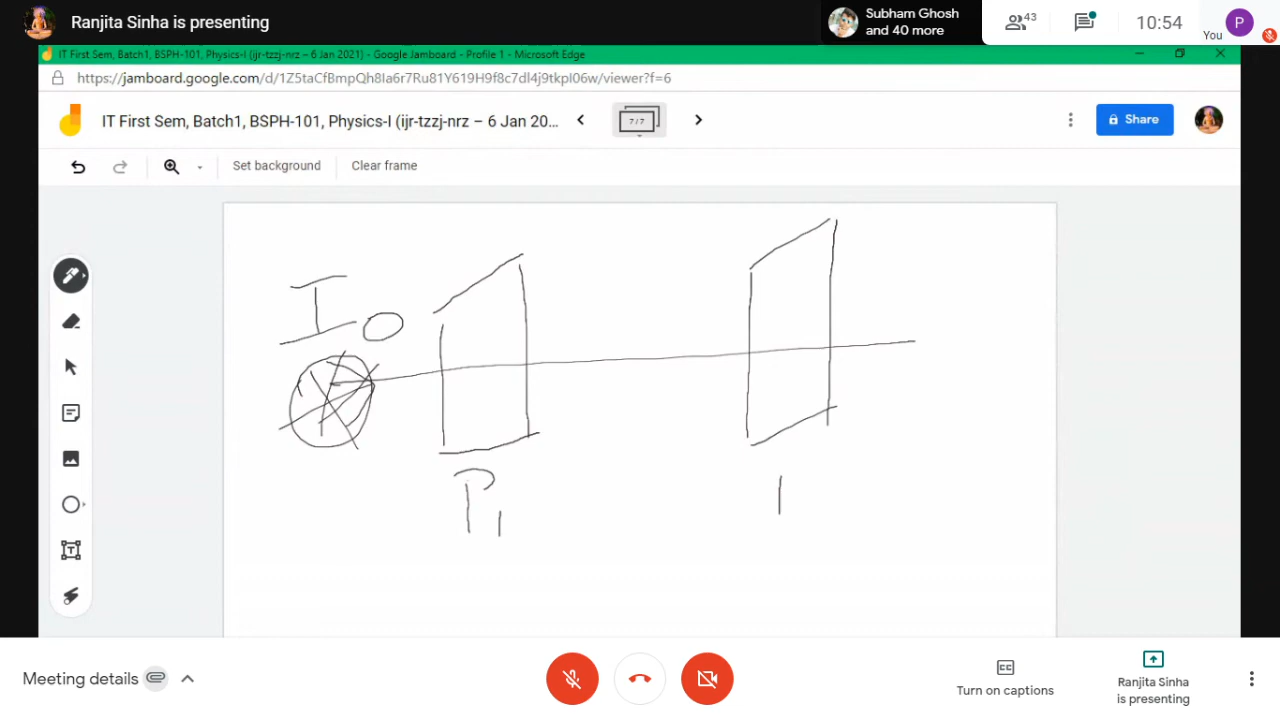 Ranjita Sinha is presenting
Subham Ghosh
and 40 more
43
10:54
You
P
IT First Sem, Batch1, BSPH-101, Physics-I (ijr-tzzj-nrz – 6 Jan 2021) - Google Jamboard - Profile 1 - Microsoft Edge
https://jamboard.google.com/d/1Z5taCfBmpQh8Ia6r7Ru81Y619H9f8c7dl4j9tkpI06w/viewer?f=6
IT First Sem, Batch1, BSPH-101, Physics-I (ijr-tzzj-nrz – 6 Jan 20...
7/7
Share
Set background
Clear frame
I0
P1
Meeting details
CC
Turn on captions
Ranjita Sinha
is presenting